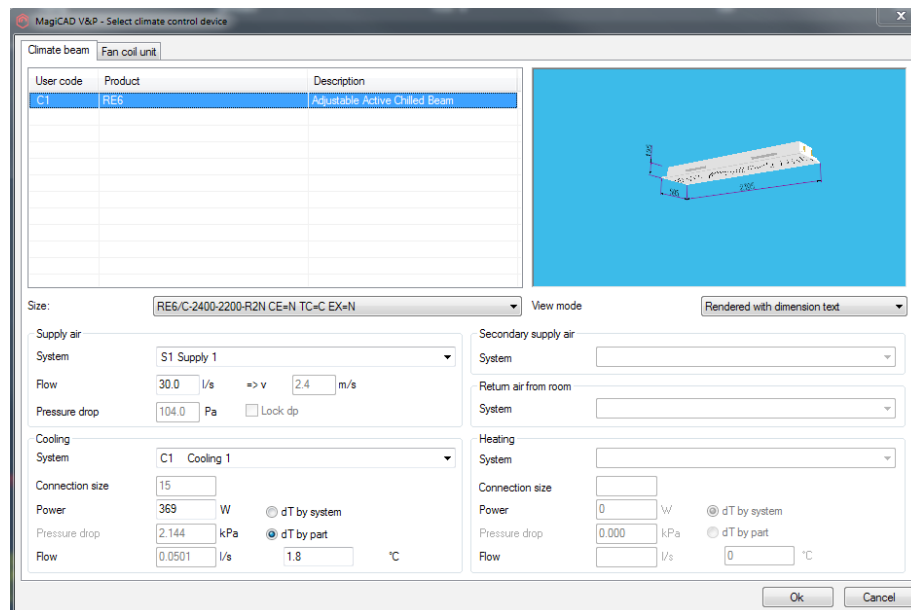 MagiCAD V&P - Select climate control device
x
Climate beam Fan coil unit
User code Product Description
C1 RE6 Adjustable Active Chilled Beam
585
2395
Size: RE6/C-2400-2200-R2N CE=N TC=C EX=N View mode Rendered with dimension text
Supply air
System S1 Supply 1
Flow 30.0 l/s => v 2.4 m/s
Pressure drop 104.0 Pa Lock dp
Secondary supply air
System
Return air from room
System
Cooling
System C1 Cooling 1
Connection size 15
Power 369 W dT by system
Pressure drop 2.144 kPa dT by part
Flow 0.0501 l/s 1.8 °C
Heating
System
Connection size
Power 0 W dT by system
Pressure drop 0.000 kPa dT by part
Flow l/s 0 °C
Ok Cancel